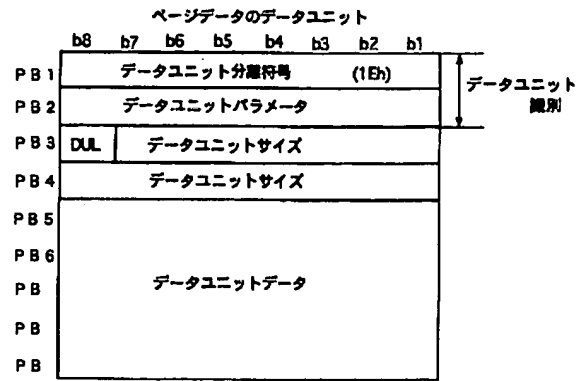 ページデータのデータユニット
b8 b7 b6 b5 b4 b3 b2 b1
PB1 データユニット分離符号 (1Eh)
PB2 データユニットパラメータ
データユニット
識別
PB3 DUL データユニットサイズ
PB4 データユニットサイズ
PB5
PB6
PB データユニットデータ
PB
PB